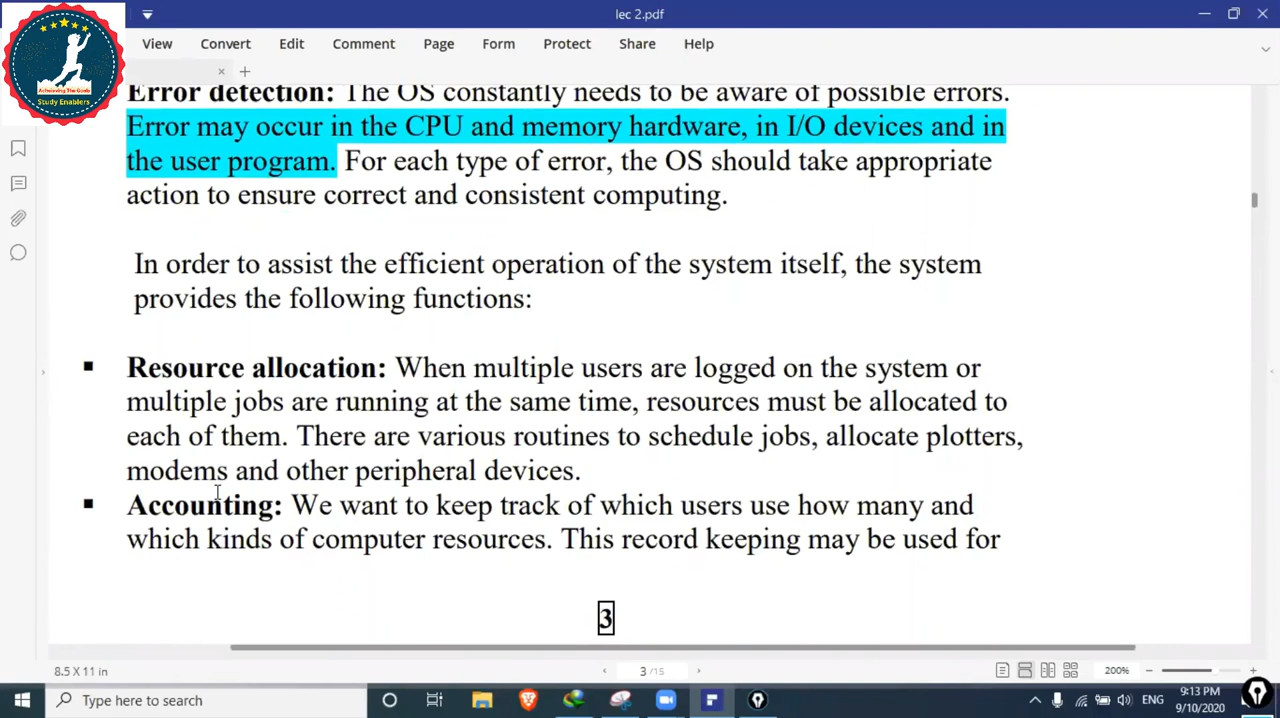 lec 2.pdf
View Convert Edit Comment Page Form Protect Share Help
Acheieving The Goals
Study Enablers
Error detection: The OS constantly needs to be aware of possible errors.
Error may occur in the CPU and memory hardware, in I/O devices and in
the user program. For each type of error, the OS should take appropriate
action to ensure correct and consistent computing.
In order to assist the efficient operation of the system itself, the system
provides the following functions:
▪ Resource allocation: When multiple users are logged on the system or
multiple jobs are running at the same time, resources must be allocated to
each of them. There are various routines to schedule jobs, allocate plotters,
modems and other peripheral devices.
▪ Accounting: We want to keep track of which users use how many and
which kinds of computer resources. This record keeping may be used for
3
8.5 X 11 in
3 /15
200%
Type here to search
ENG
9:13 PM
9/10/2020